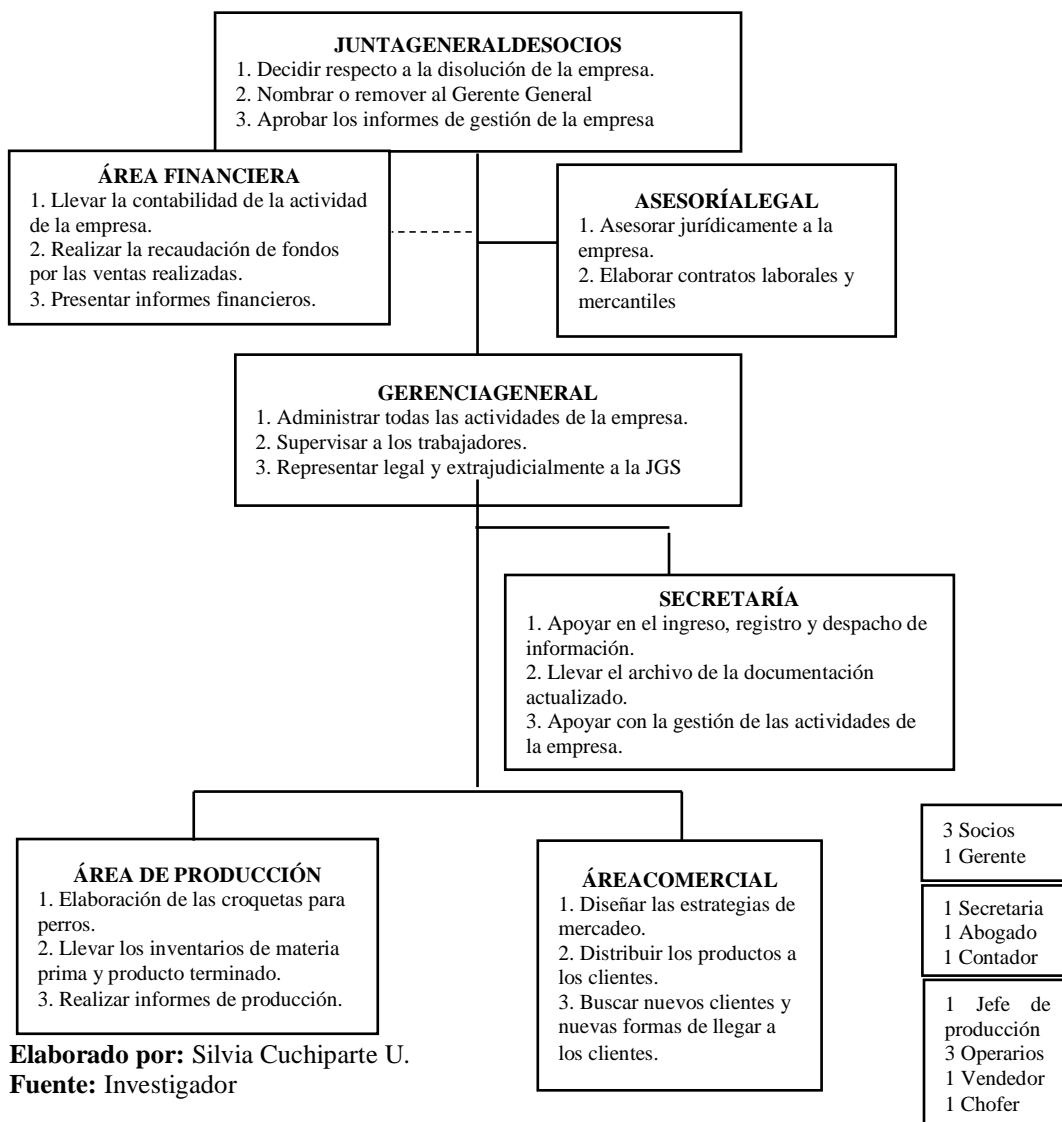 JUNTAGENERALDESOCIOS
1. Decidir respecto a la disolución de la empresa.
2. Nombrar o remover al Gerente General
3. Aprobar los informes de gestión de la empresa
ÁREA FINANCIERA
1. Llevar la contabilidad de la actividad
de la empresa.
2. Realizar la recaudación de fondos
por las ventas realizadas.
3. Presentar informes financieros.
ASESORÍALEGAL
1. Asesorar jurídicamente a la
empresa.
2. Elaborar contratos laborales y
mercantiles
GERENCIAGENERAL
1. Administrar todas las actividades de la empresa.
2. Supervisar a los trabajadores.
3. Representar legal y extrajudicialmente a la JGS
SECRETARÍA
1. Apoyar en el ingreso, registro y despacho de
información.
2. Llevar el archivo de la documentación
actualizado.
3. Apoyar con la gestión de las actividades de
la empresa.
ÁREA DE PRODUCCIÓN
1. Elaboración de las croquetas para
perros.
2. Llevar los inventarios de materia
prima y producto terminado.
3. Realizar informes de producción.
ÁREACOMERCIAL
1. Diseñar las estrategias de
mercadeo.
2. Distribuir los productos a
los clientes.
3. Buscar nuevos clientes y
nuevas formas de llegar a
los clientes.
3 Socios
1 Gerente
1 Secretaria
1 Abogado
1 Contador
1 Jefe de
producción
3 Operarios
1 Vendedor
1 Chofer
Elaborado por: Silvia Cuchiparte U.
Fuente: Investigador